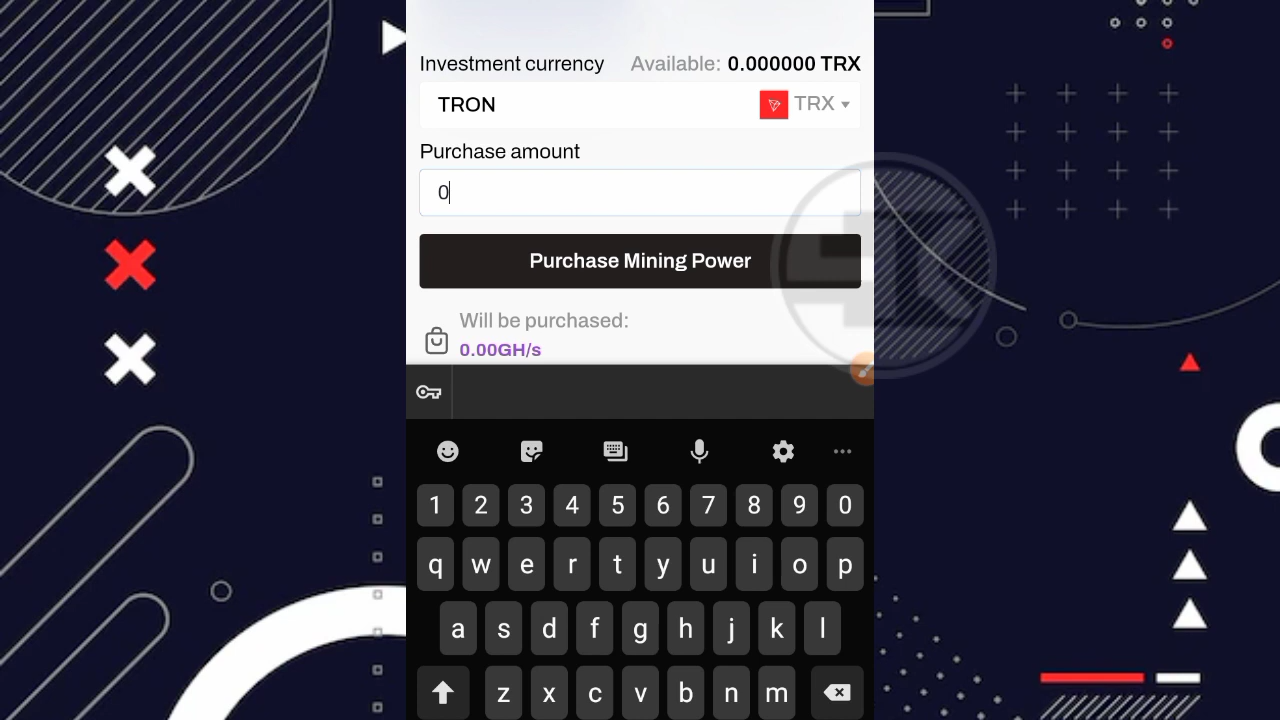 Investment currency Available: 0.000000 TRX
TRON TRX
Purchase amount
0
Purchase Mining Power
Will be purchased:
0.00GH/s
1 2 3 4 5 6 7 8 9 0
q w e r t y u i o p
a s d f g h j k l
z x c v b n m